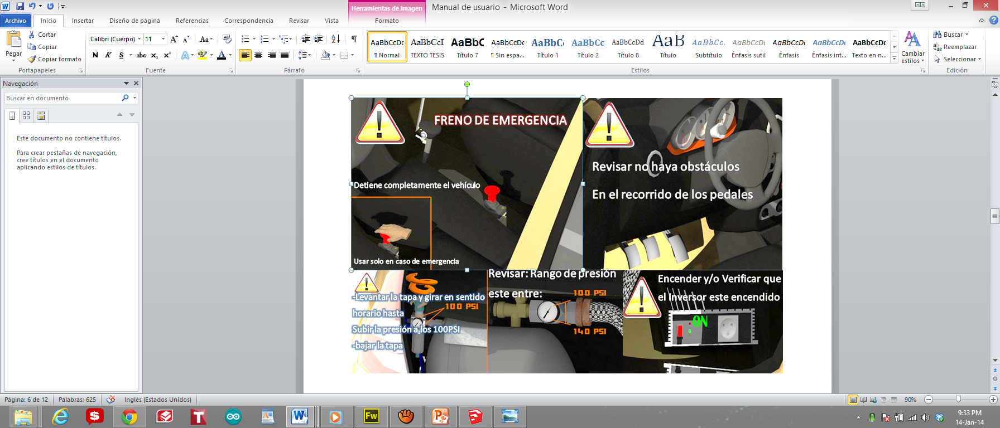 Herramientas de imagen
Manual de usuario - Microsoft Word
Archivo
Inicio
Insertar
Diseño de página
Referencias
Correspondencia
Revisar
Vista
Formato
Pegar
Cortar
Copiar
Copiar formato
Portapapeles
Calibri (Cuerpo)
11
Aa
N K S abc x₂ x²
Fuente
Párrafo
AaBbCcDc
AaBbCcI
AaBbC
AaBbCcDc
AaBbC
AaBbCc
AaBbCcDd
AaB
AaBbCc.
AaBbCcDc
AaBbCcDc
AaBbCcDc
AaBbCcDc
¶ Normal
TEXTO TESIS
Título 7
¶ Sin espa...
Título 1
Título 2
Título 8
Título
Subtítulo
Énfasis sutil
Énfasis
Énfasis int...
Texto en n...
Estilos
Cambiar
estilos
Buscar
Reemplazar
Seleccionar
Edición
Navegación
Buscar en documento
Este documento no contiene títulos.
Para crear pestañas de navegación,
cree títulos en el documento
aplicando estilos de títulos.
FRENO DE EMERGENCIA
Detiene completamente el vehículo
Usar solo en caso de emergencia
Revisar no haya obstáculos
En el recorrido de los pedales
-Levantar la tapa y girar en sentido
horario hasta
Subir la presión a los 100PSI
-bajar la tapa
100 PSI
Revisar: Rango de presión
este entre:
100 PSI
140 PSI
Encender y/o Verificar que
el Inversor este encendido
ON
Página: 6 de 12
Palabras: 625
Inglés (Estados Unidos)
90%
Fw
9:33 PM
14-Jan-14